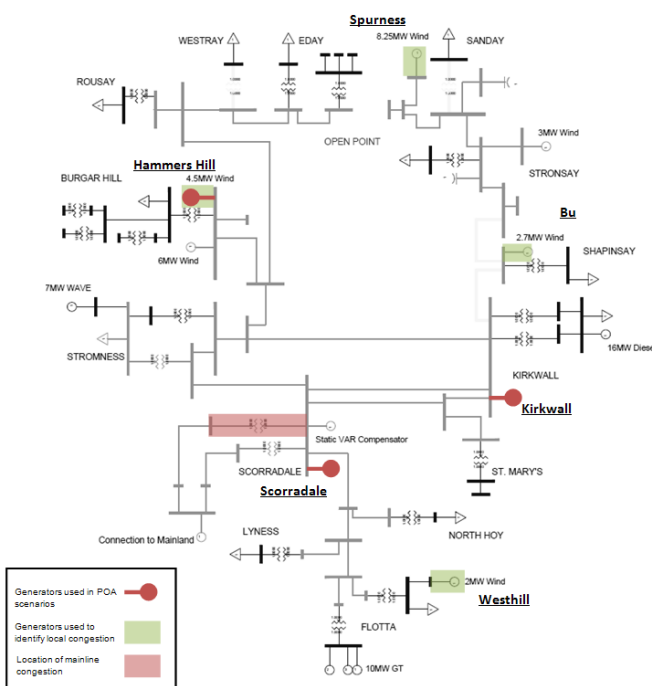 Spurness
WESTRAY
EDAY
8.25MW Wind
SANDAY
ROUSAY
OPEN POINT
3MW Wind
STRONSAY
Hammers Hill
BURGAR HILL
4.5MW Wind
Bu
2.7MW Wind
SHAPINSAY
6MW Wind
7MW WAVE
STROMNESS
16MW Diese
KIRKWALL
Kirkwall
Static VAR Compensator
SCORRADALE
Scorradale
ST. MARY'S
Connection to Mainland
LYNESS
NORTH HOY
2MW Wind
Westhill
FLOTTA
10MW GT
Generators used in POA
scenarios
Generators used to
identify local congestion
Location of mainline
congestion